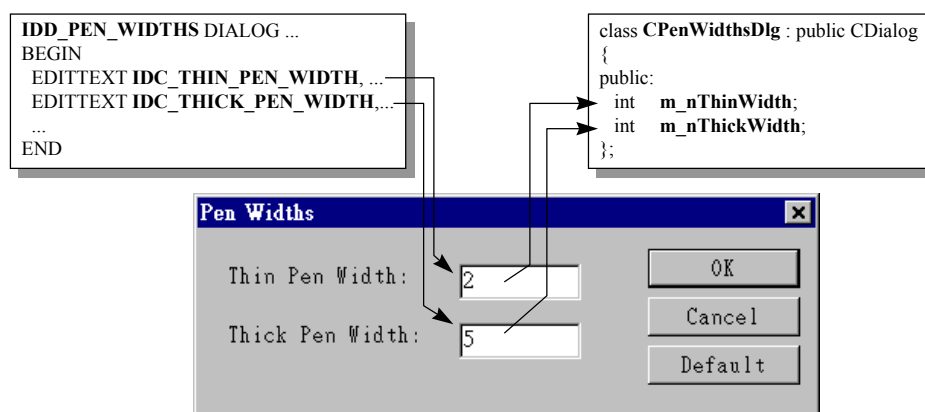 IDD_PEN_WIDTHS DIALOG ...
BEGIN
EDITTEXT IDC_THIN_PEN_WIDTH, ...
EDITTEXT IDC_THICK_PEN_WIDTH,...
...
END
class CPenWidthsDlg : public CDialog
{
public:
int m_nThinWidth;
int m_nThickWidth;
};
Pen Widths
Thin Pen Width: 2
Thick Pen Width: 5
OK
Cancel
Default